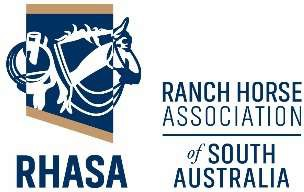 RHASA
RANCH HORSE
ASSOCIATION
of SOUTH
AUSTRALIA